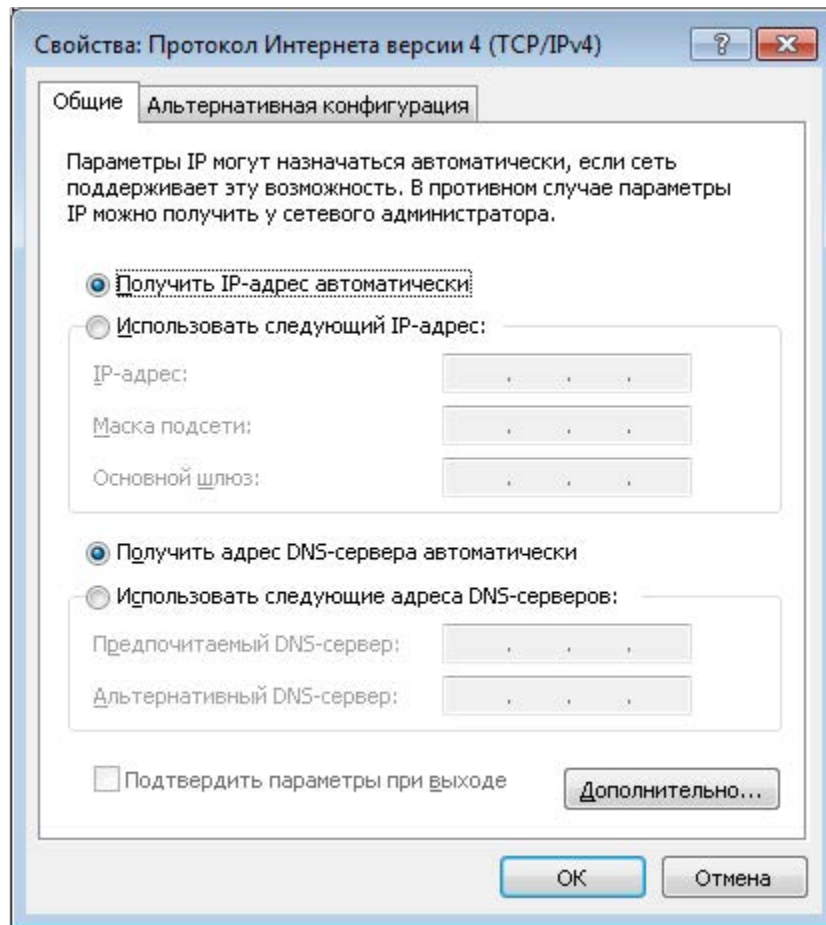 Свойства: Протокол Интернета версии 4 (TCP/IPv4)
?
Общие
Альтернативная конфигурация
Параметры IP могут назначаться автоматически, если сеть
поддерживает эту возможность. В противном случае параметры
IP можно получить у сетевого администратора.
Получить IP-адрес автоматически
Использовать следующий IP-адрес:
IP-адрес: . . .
Маска подсети: . . .
Основной шлюз: . . .
Получить адрес DNS-сервера автоматически
Использовать следующие адреса DNS-серверов:
Предпочитаемый DNS-сервер: . . .
Альтернативный DNS-сервер: . . .
Подтвердить параметры при выходе
Дополнительно...
ОК
Отмена